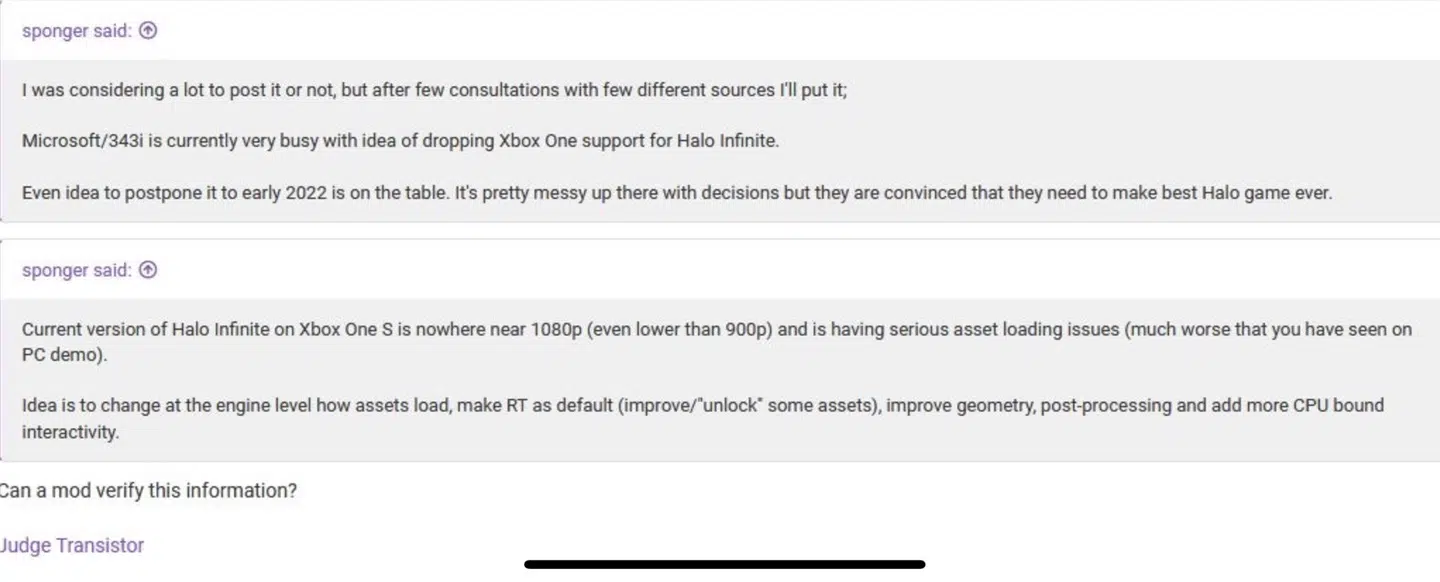 sponger said:
I was considering a lot to post it or not, but after few consultations with few different sources I'll put it;
Microsoft/343i is currently very busy with idea of dropping Xbox One support for Halo Infinite.
Even idea to postpone it to early 2022 is on the table. It's pretty messy up there with decisions but they are convinced that they need to make best Halo game ever.
sponger said:
Current version of Halo Infinite on Xbox One S is nowhere near 1080p (even lower than 900p) and is having serious asset loading issues (much worse that you have seen on
PC demo).
Idea is to change at the engine level how assets load, make RT as default (improve/"unlock" some assets), improve geometry, post-processing and add more CPU bound
interactivity.
Can a mod verify this information?
Judge Transistor